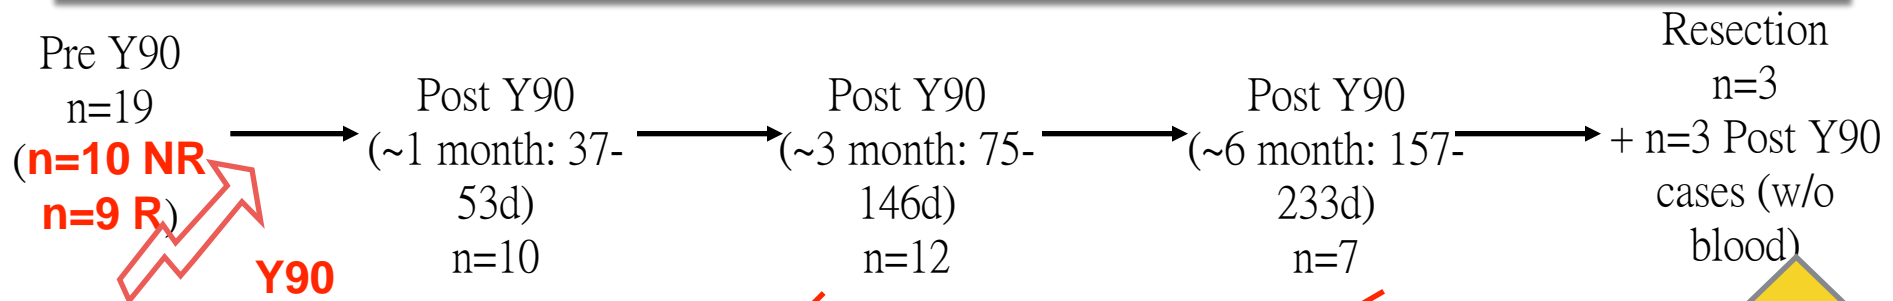 Pre Y90
n=19
(n=10 NR
n=9 R)
Y90
Post Y90
(~1 month: 37-
53d)
n=10
Post Y90
(~3 month: 75-
146d)
n=12
Post Y90
(~6 month: 157-
233d)
n=7
Resection
n=3
+ n=3 Post Y90
cases (w/o
blood)